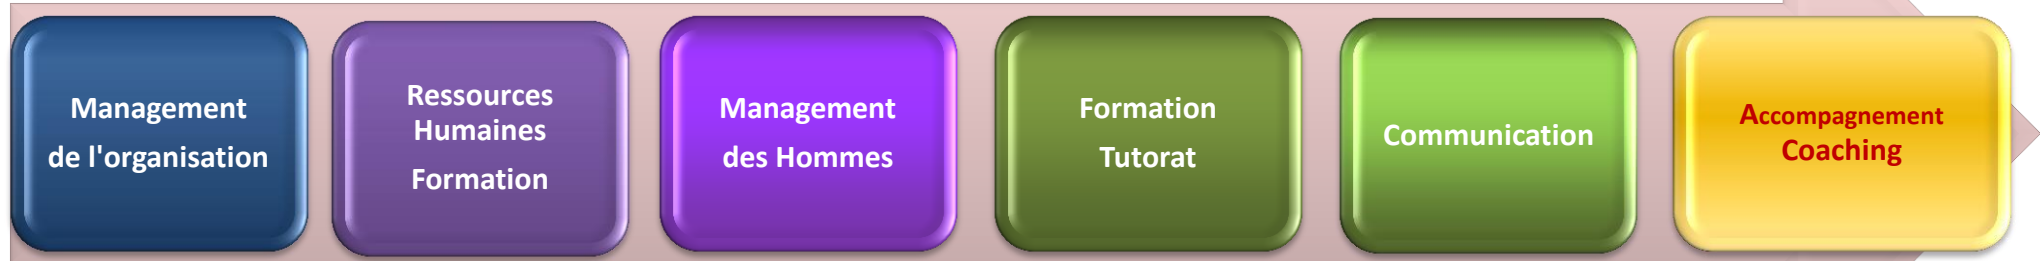 Management
de l'organisation
Ressources
Humaines
Formation
Management
des Hommes
Formation
Tutorat
Communication
Accompagnement
Coaching